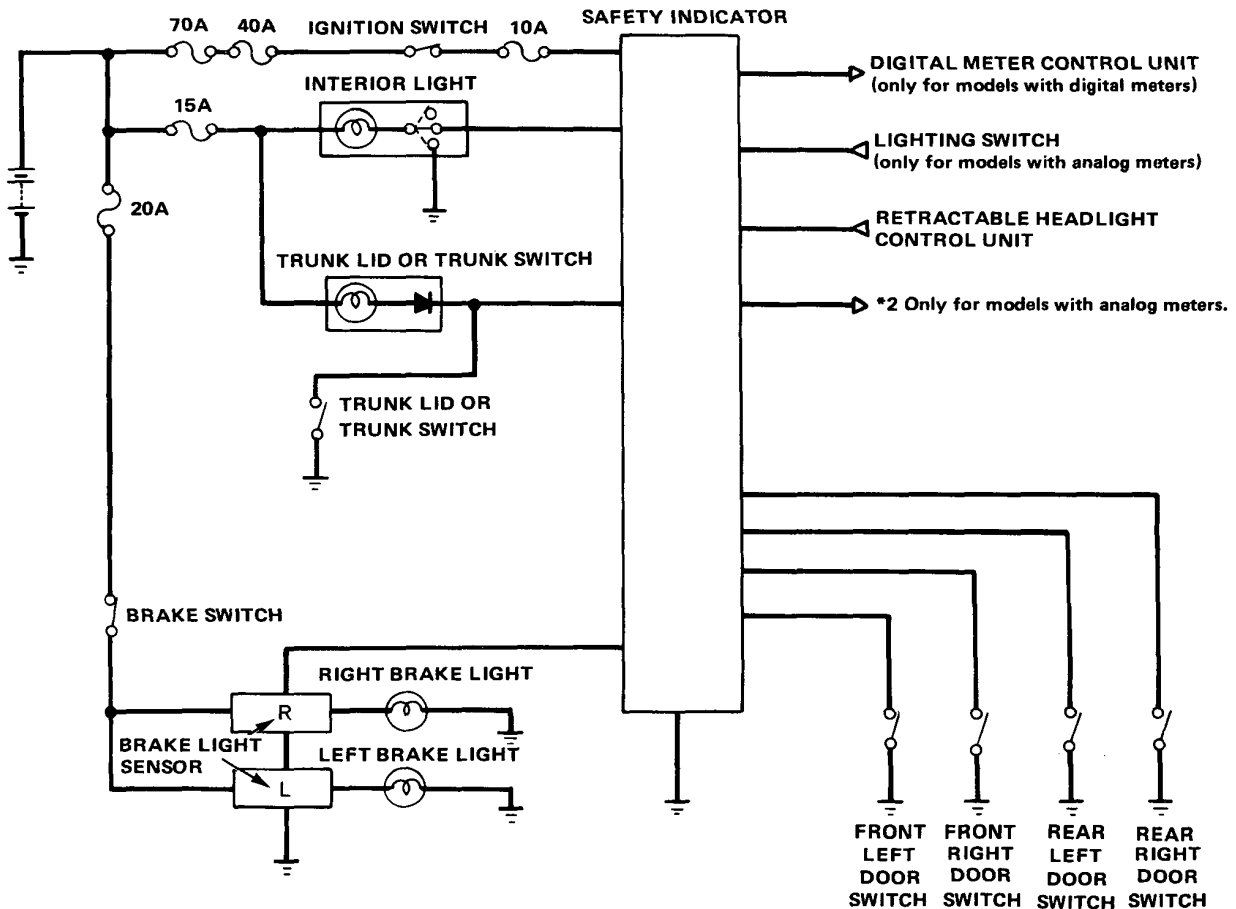 SAFETY INDICATOR
70A
40A
IGNITION SWITCH
10A
DIGITAL METER CONTROL UNIT
(only for models with digital meters)
INTERIOR LIGHT
15A
LIGHTING SWITCH
(only for models with analog meters)
20A
RETRACTABLE HEADLIGHT
CONTROL UNIT
TRUNK LID OR TRUNK SWITCH
*2 Only for models with analog meters.
TRUNK LID OR
TRUNK SWITCH
BRAKE SWITCH
RIGHT BRAKE LIGHT
R
BRAKE LIGHT
SENSOR
LEFT BRAKE LIGHT
L
FRONT
LEFT
DOOR
SWITCH
FRONT
RIGHT
DOOR
SWITCH
REAR
LEFT
DOOR
SWITCH
REAR
RIGHT
DOOR
SWITCH